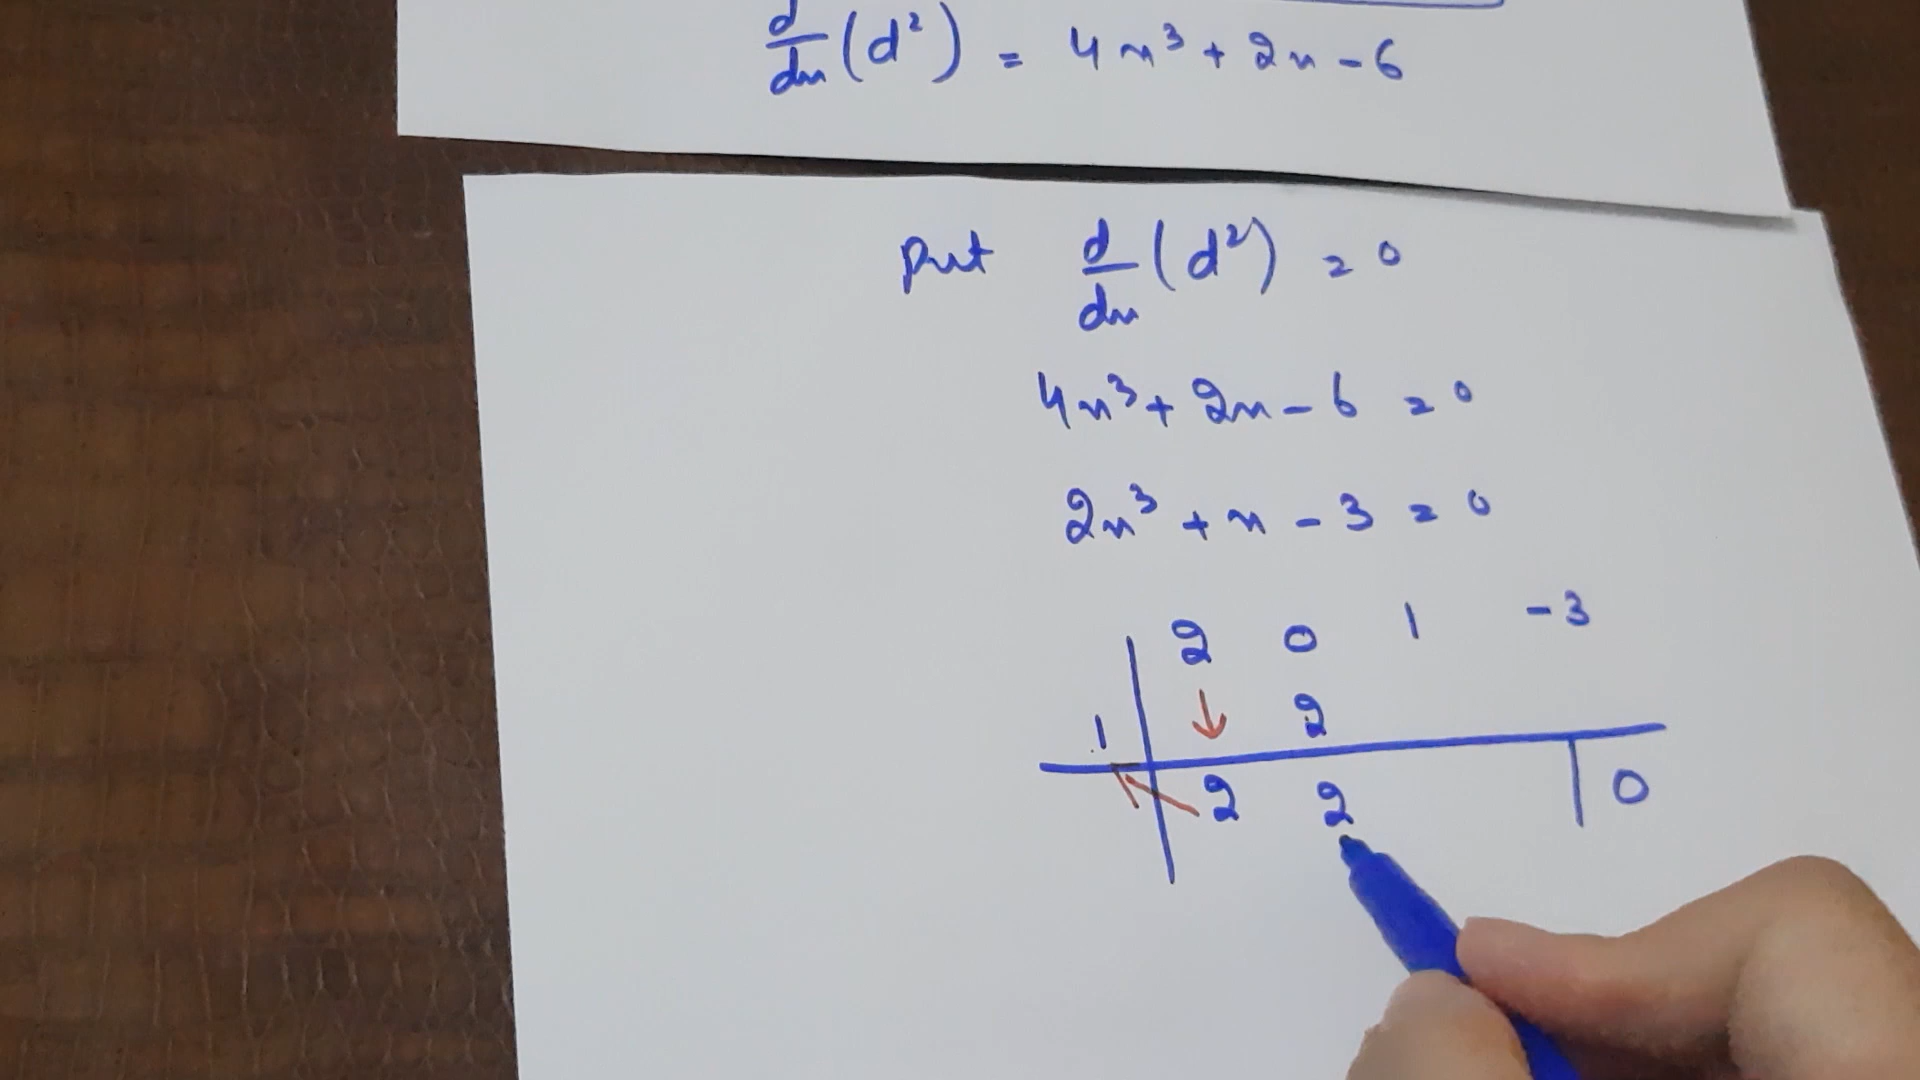 d/dx (d²) = 4x³ + 2x - 6
Put d/dx (d²) = 0
4x³ + 2x - 6 = 0
2x³ + x - 3 = 0
2 0 1 -3
1 ↓ 2
2 2 0